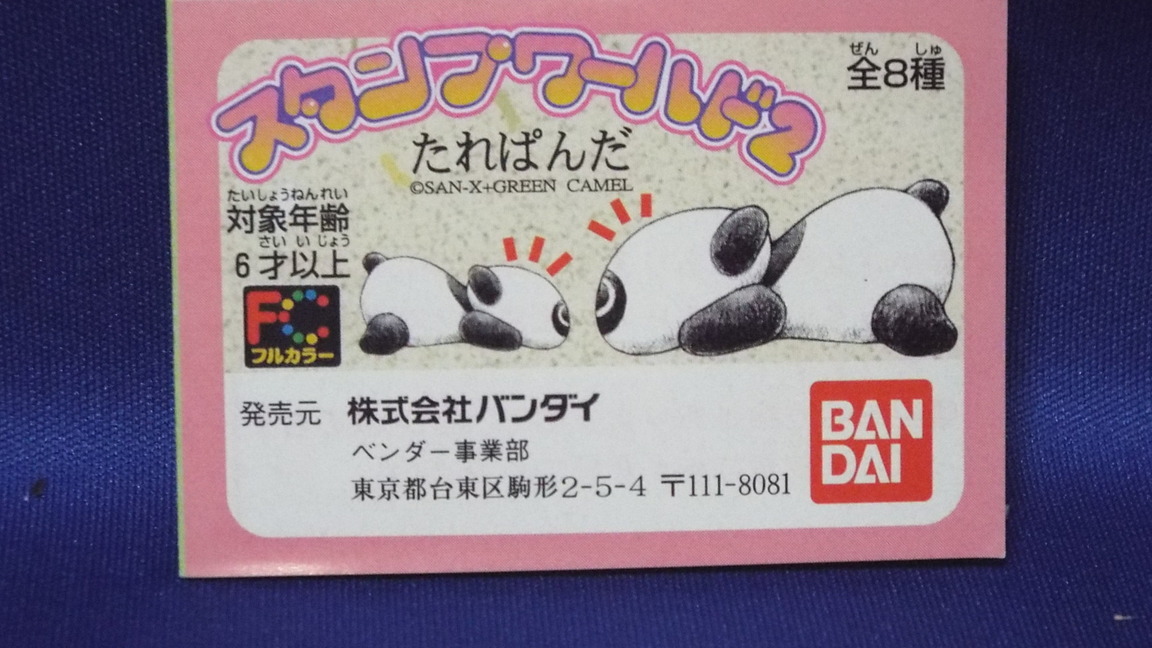 スタンプワールド2
全8種
ぜん しゅ
たれぱんだ
©SAN-X+GREEN CAMEL
たいしょうねんれい
対象年齢
さい い じょう
6才以上
FC
フルカラー
発売元 株式会社バンダイ
ベンダー事業部
東京都台東区駒形2-5-4 〒111-8081
BAN
DAI